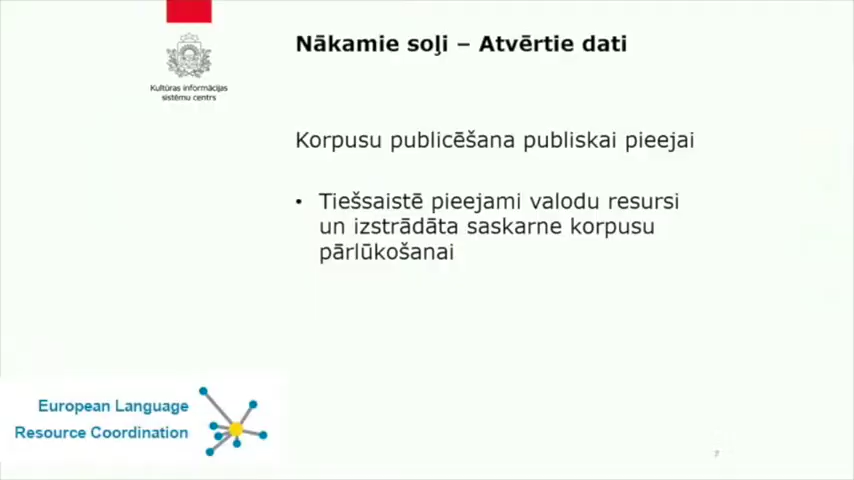 Nākamie soļi – Atvērtie dati
Kultūras informācijas
sistēmu centrs
Korpusu publicēšana publiskai pieejai
• Tiešsaistē pieejami valodu resursi
un izstrādāta saskarne korpusu
pārlūkošanai
European Language
Resource Coordination
7